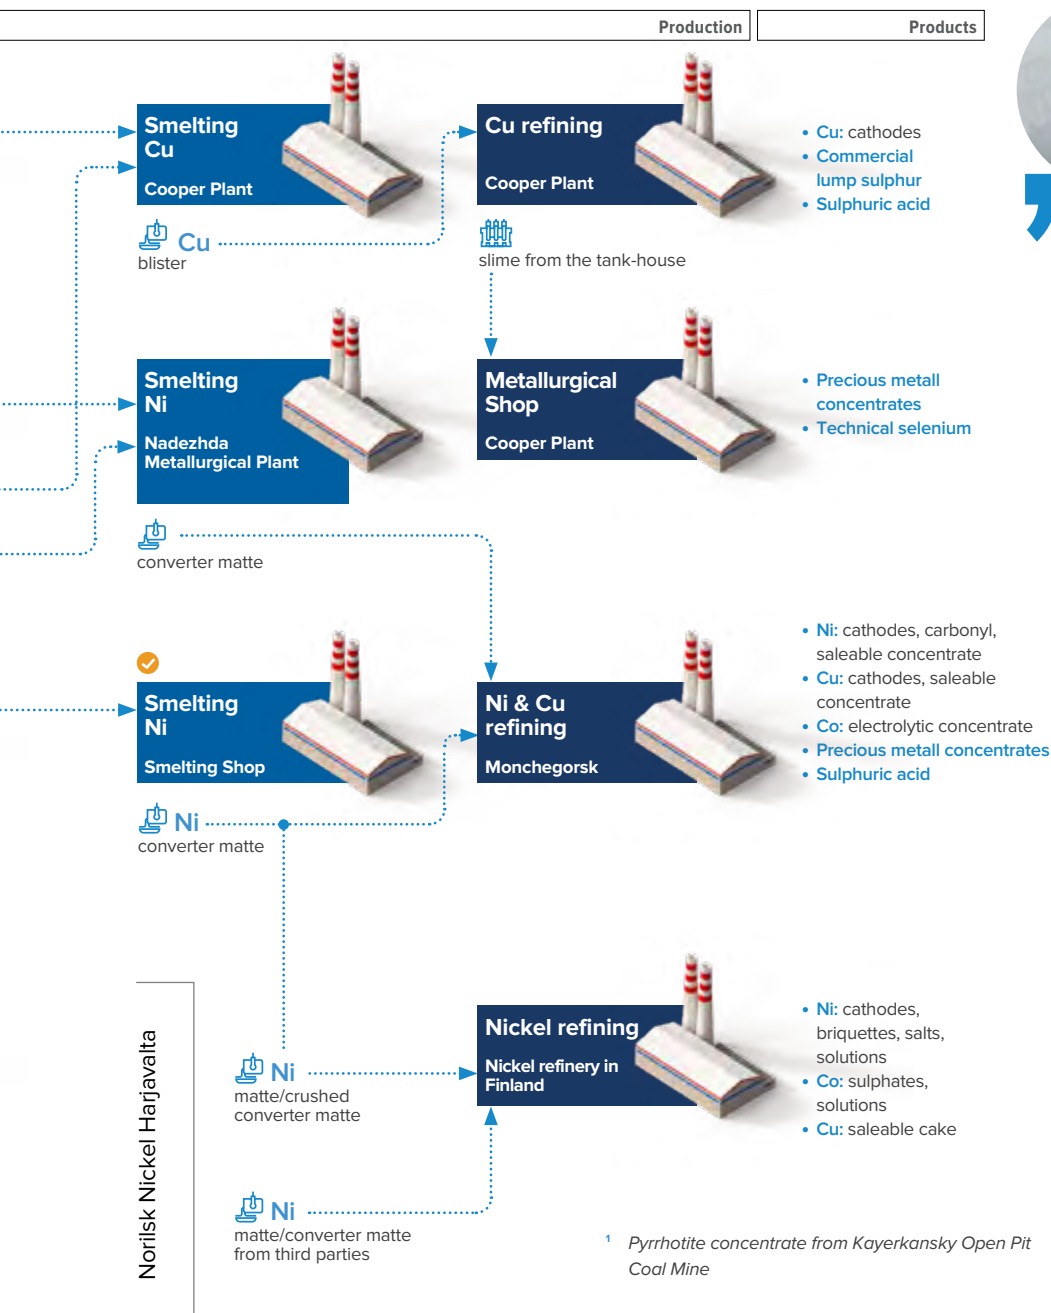 Production
Products
Smelting
Cu
Cooper Plant
Cu refining
Cooper Plant
• Cu: cathodes
• Commercial
lump sulphur
• Sulphuric acid
Cu
blister
slime from the tank-house
Smelting
Ni
Nadezhda
Metallurgical Plant
Metallurgical
Shop
Cooper Plant
• Precious metall
concentrates
• Technical selenium
converter matte
Smelting
Ni
Smelting Shop
Ni & Cu
refining
Monchegorsk
• Ni: cathodes, carbonyl,
saleable concentrate
• Cu: cathodes, saleable
concentrate
• Co: electrolytic concentrate
• Precious metall concentrates
• Sulphuric acid
Ni
converter matte
Norilsk Nickel Harjavalta
Nickel refining
Nickel refinery in
Finland
• Ni: cathodes,
briquettes, salts,
solutions
• Co: sulphates,
solutions
• Cu: saleable cake
Ni
matte/crushed
converter matte
Ni
matte/converter matte
from third parties
1 Pyrrhotite concentrate from Kayerkansky Open Pit
Coal Mine